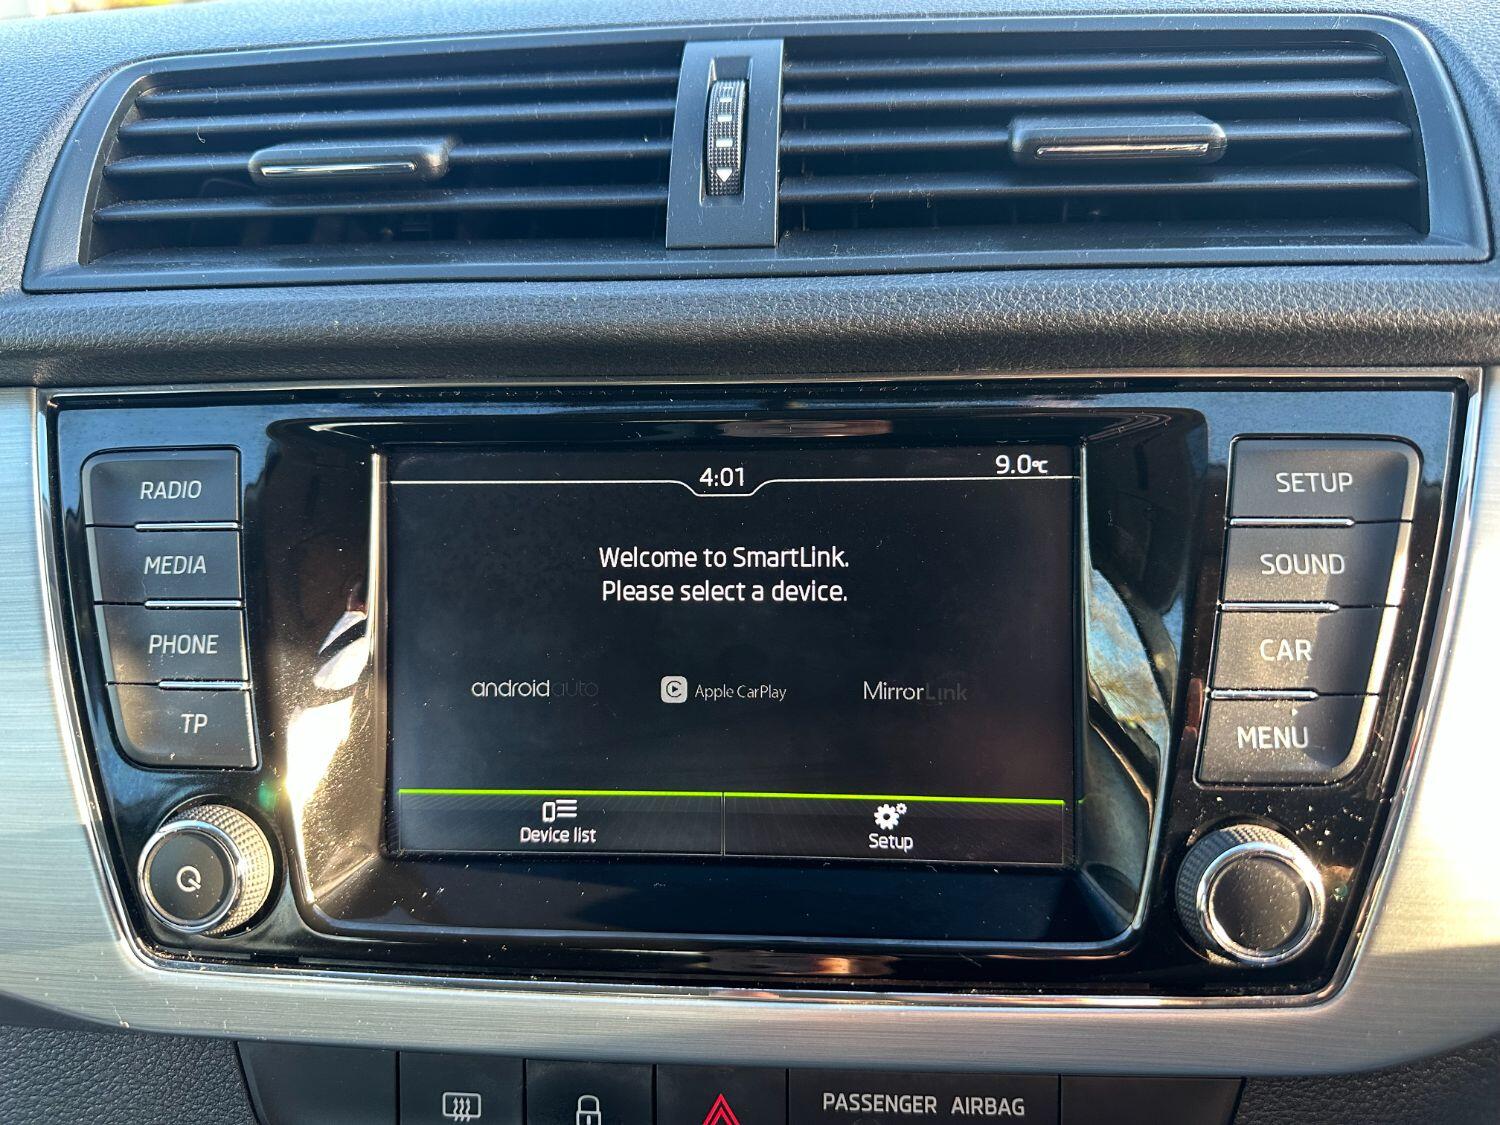 4:01
9.0°C
RADIO
MEDIA
PHONE
TP
Welcome to SmartLink.
Please select a device.
android auto
Apple CarPlay
MirrorLink
Device list
Setup
SETUP
SOUND
CAR
MENU
PASSENGER AIRBAG